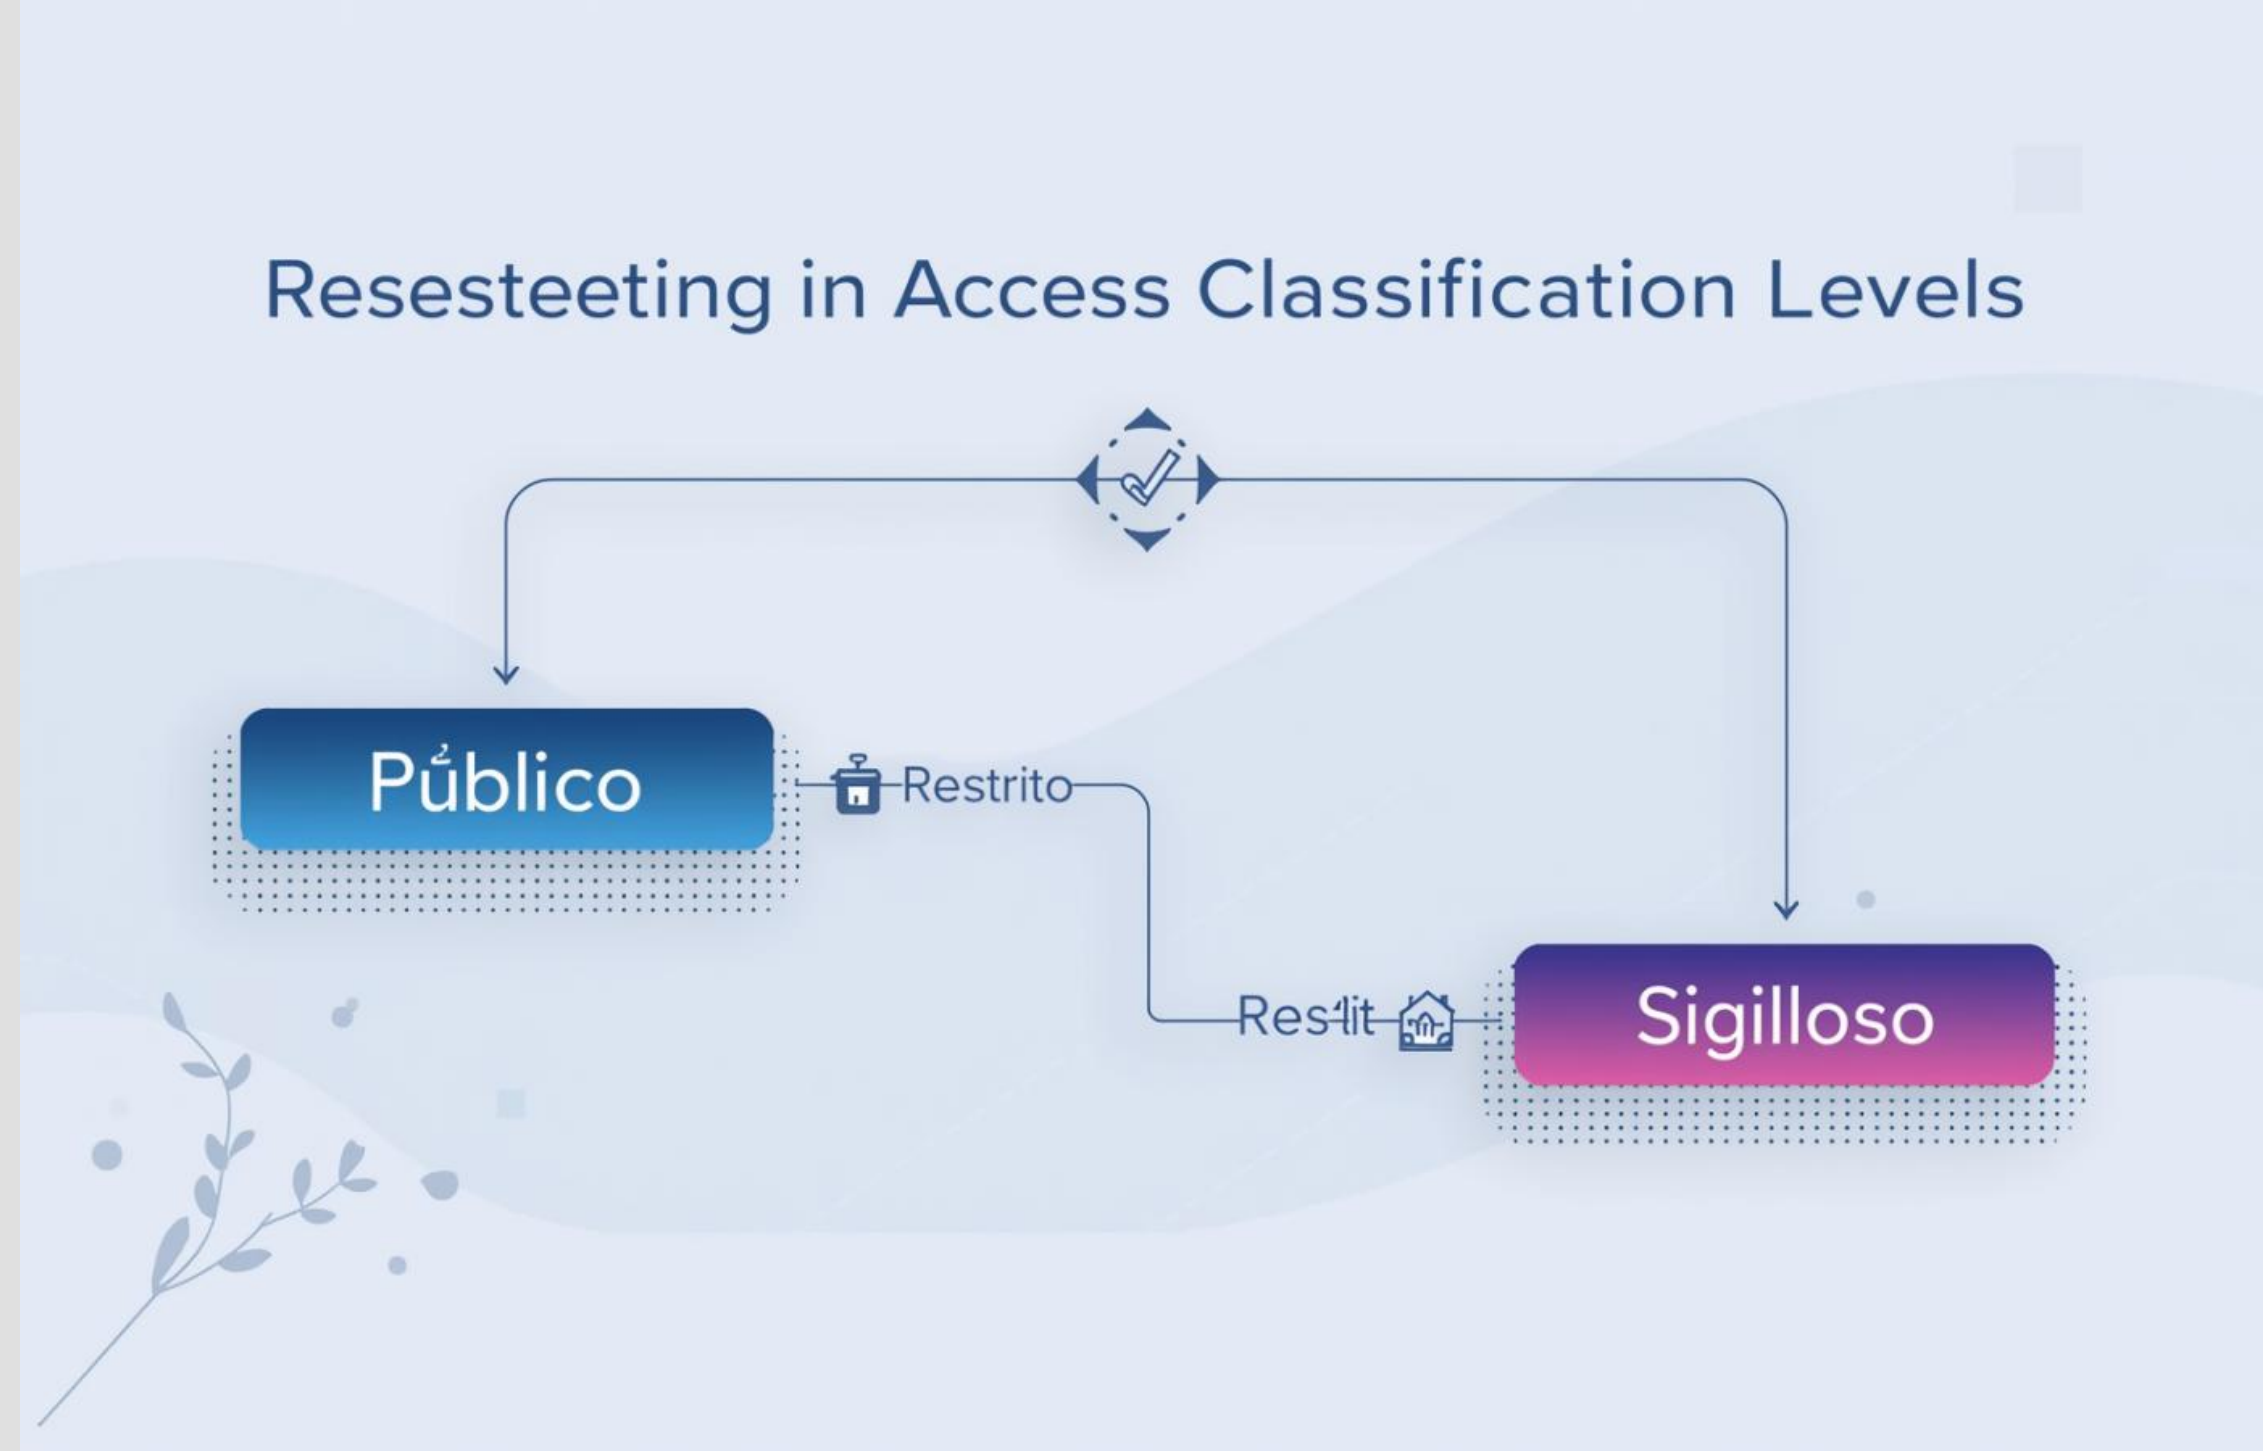 Resesteeting in Access Classification Levels
Público
Restrito
Sigilloso